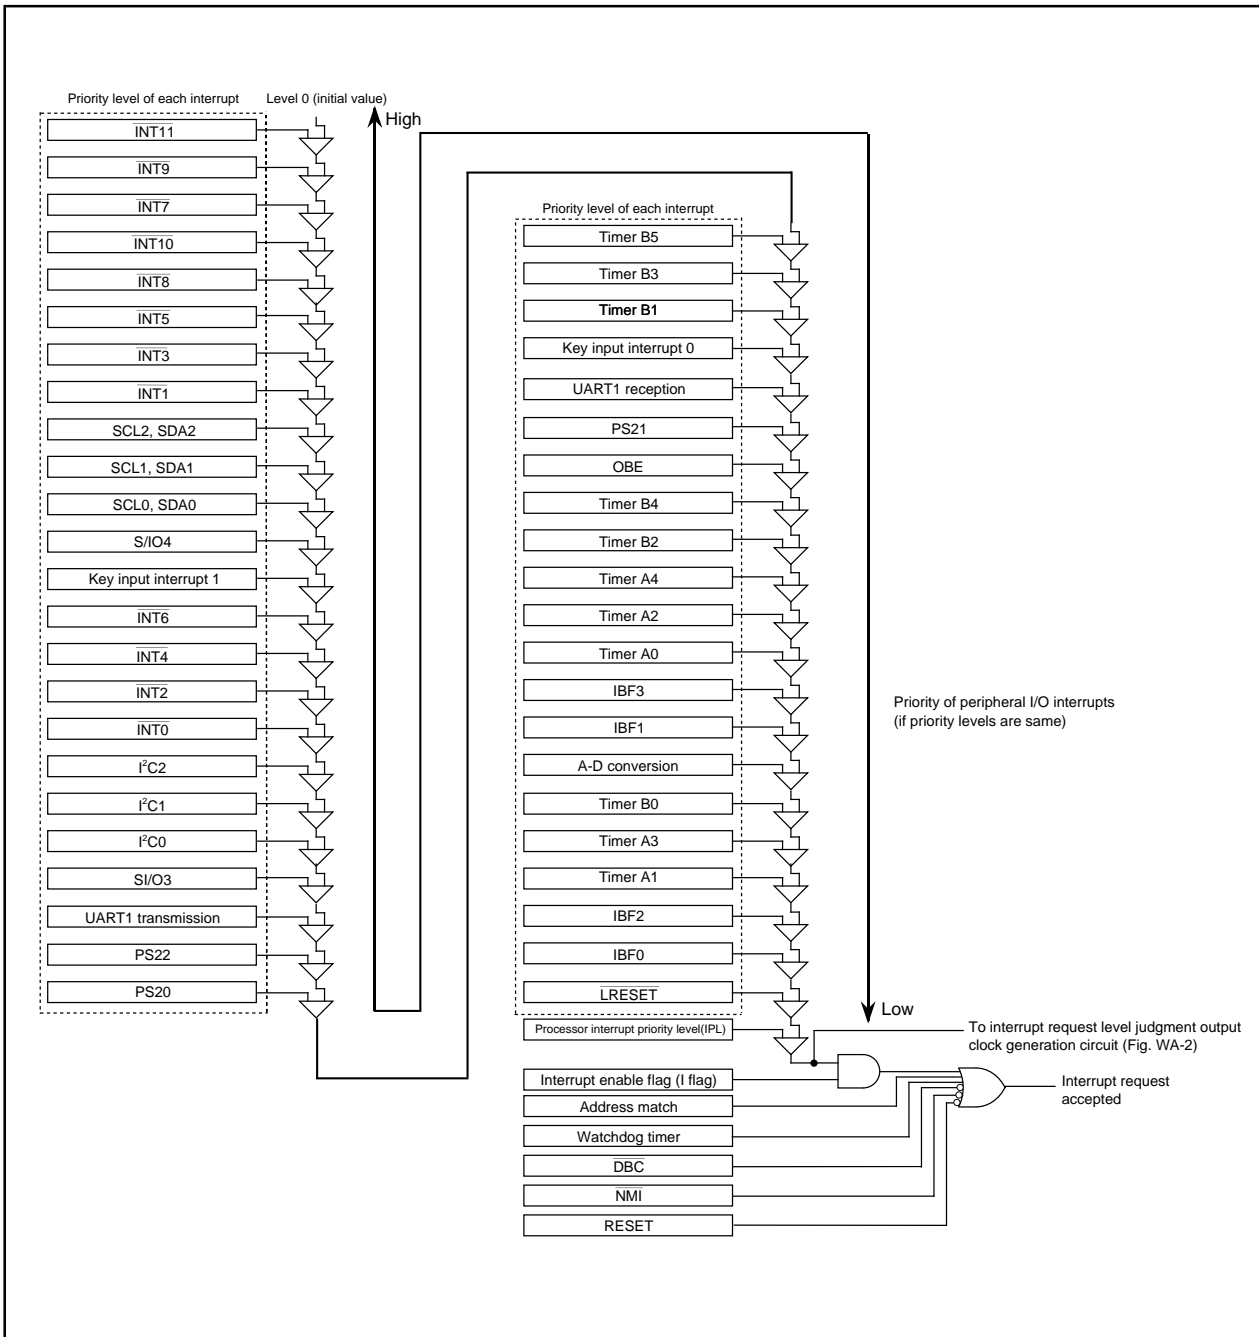 Priority level of each interrupt
Level 0 (initial value)
High
INT11
INT9
INT7
INT10
INT8
INT5
INT3
INT1
SCL2, SDA2
SCL1, SDA1
SCL0, SDA0
S/IO4
Key input interrupt 1
INT6
INT4
INT2
INT0
I²C2
I²C1
I²C0
SI/O3
UART1 transmission
PS22
PS20
Priority level of each interrupt
Timer B5
Timer B3
Timer B1
Key input interrupt 0
UART1 reception
PS21
OBE
Timer B4
Timer B2
Timer A4
Timer A2
Timer A0
IBF3
IBF1
A-D conversion
Timer B0
Timer A3
Timer A1
IBF2
IBF0
LRESET
Processor interrupt priority level(IPL)
Interrupt enable flag (I flag)
Address match
Watchdog timer
DBC
NMI
RESET
Priority of peripheral I/O interrupts
(if priority levels are same)
Low
To interrupt request level judgment output
clock generation circuit (Fig. WA-2)
Interrupt request
accepted